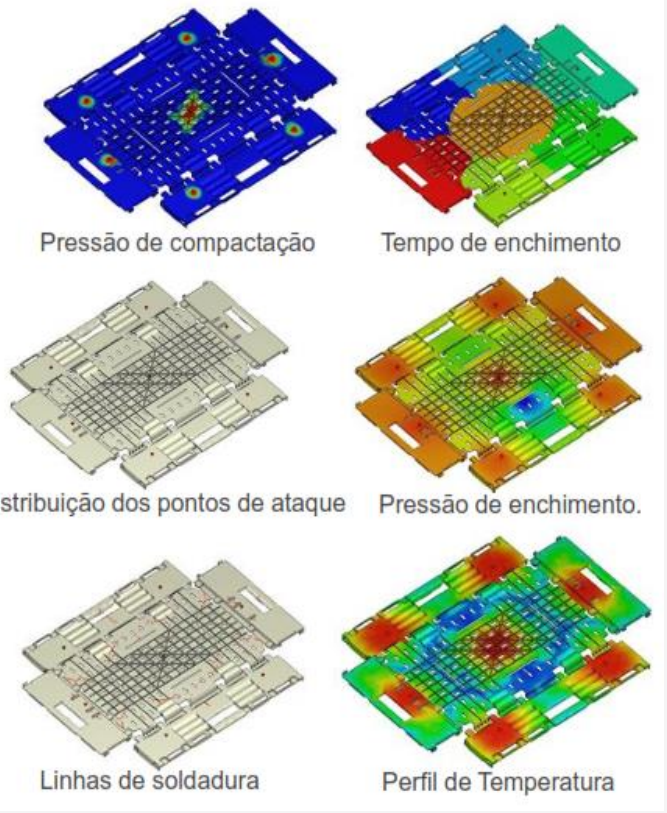 Pressão de compactação
Tempo de enchimento
stribuição dos pontos de ataque
Pressão de enchimento.
Linhas de soldadura
Perfil de Temperatura